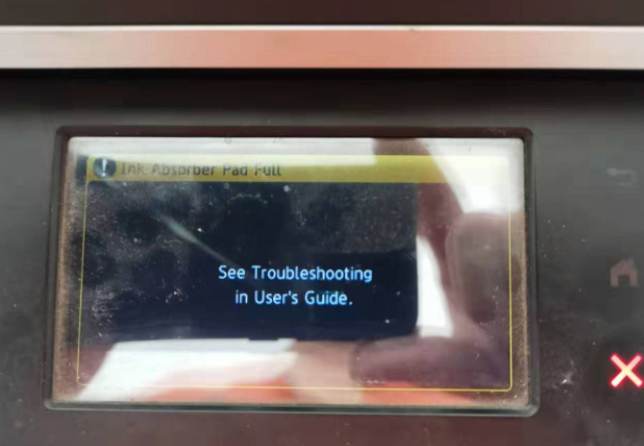 Ink Absorber Pad Full
See Troubleshooting
in User's Guide.